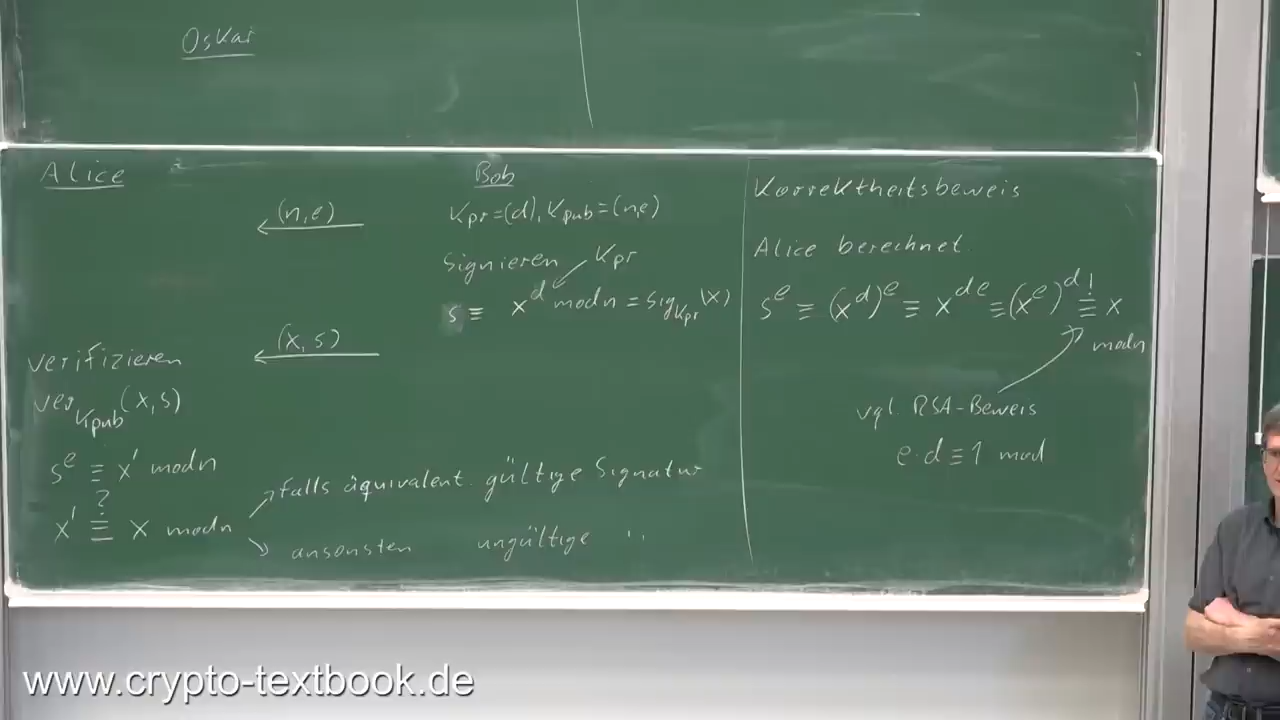 Oskar
Alice
(n,e)
(x,s)
verifizieren
ver_Kpub (x,s)
s^e ≡ x' mod n
?
x' ≡ x mod n
falls äquivalent. gültige Signatur
ansonsten ungültige "
Bob
Kpr=(d), Kpub=(n,e)
Signieren Kpr
s ≡ x^d mod n = sig_Kpr (x)
Korrektheitsbeweis
Alice berechnet.
s^e ≡ (x^d)^e ≡ x^de ≡ (x^e)^d ≡! x
mod n
vgl. RSA-Beweis
e·d ≡ 1 mod
www.crypto-textbook.de